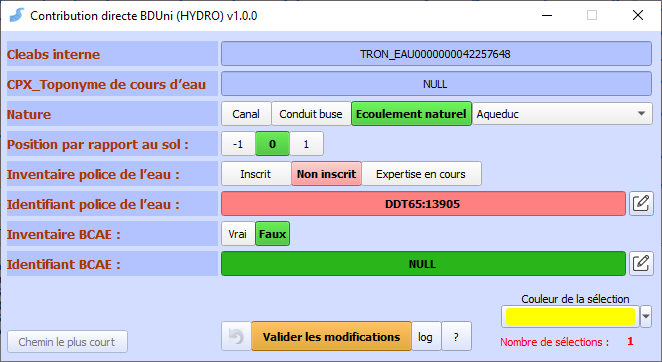 Contribution directe BDUni (HYDRO) v1.0.0
Cleabs interne TRON_EAU0000000042257648
CPX_Toponyme de cours d’eau NULL
Nature Canal Conduit buse Ecoulement naturel Aqueduc
Position par rapport au sol : -1 0 1
Inventaire police de l’eau : Inscrit Non inscrit Expertise en cours
Identifiant police de l’eau : DDT65:13905
Inventaire BCAE : Vrai Faux
Identifiant BCAE : NULL
Couleur de la sélection
Chemin le plus court Valider les modifications log ? Nombre de sélections : 1